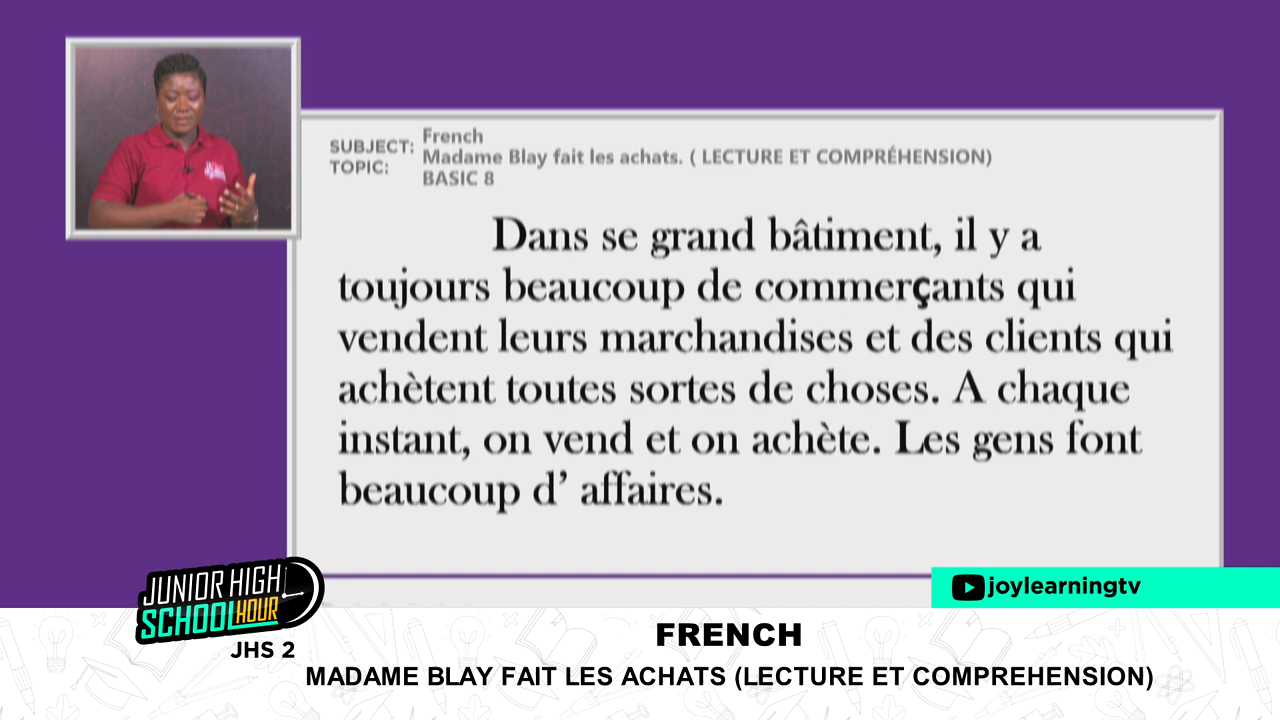 SUBJECT: French
TOPIC: Madame Blay fait les achats. ( LECTURE ET COMPRÉHENSION)
BASIC 8
Dans se grand bâtiment, il y a
toujours beaucoup de commerçants qui
vendent leurs marchandises et des clients qui
achètent toutes sortes de choses. A chaque
instant, on vend et on achète. Les gens font
beaucoup d’ affaires.
JUNIOR HIGH
SCHOOL HOUR
JHS 2
joylearningtv
FRENCH
MADAME BLAY FAIT LES ACHATS (LECTURE ET COMPREHENSION)